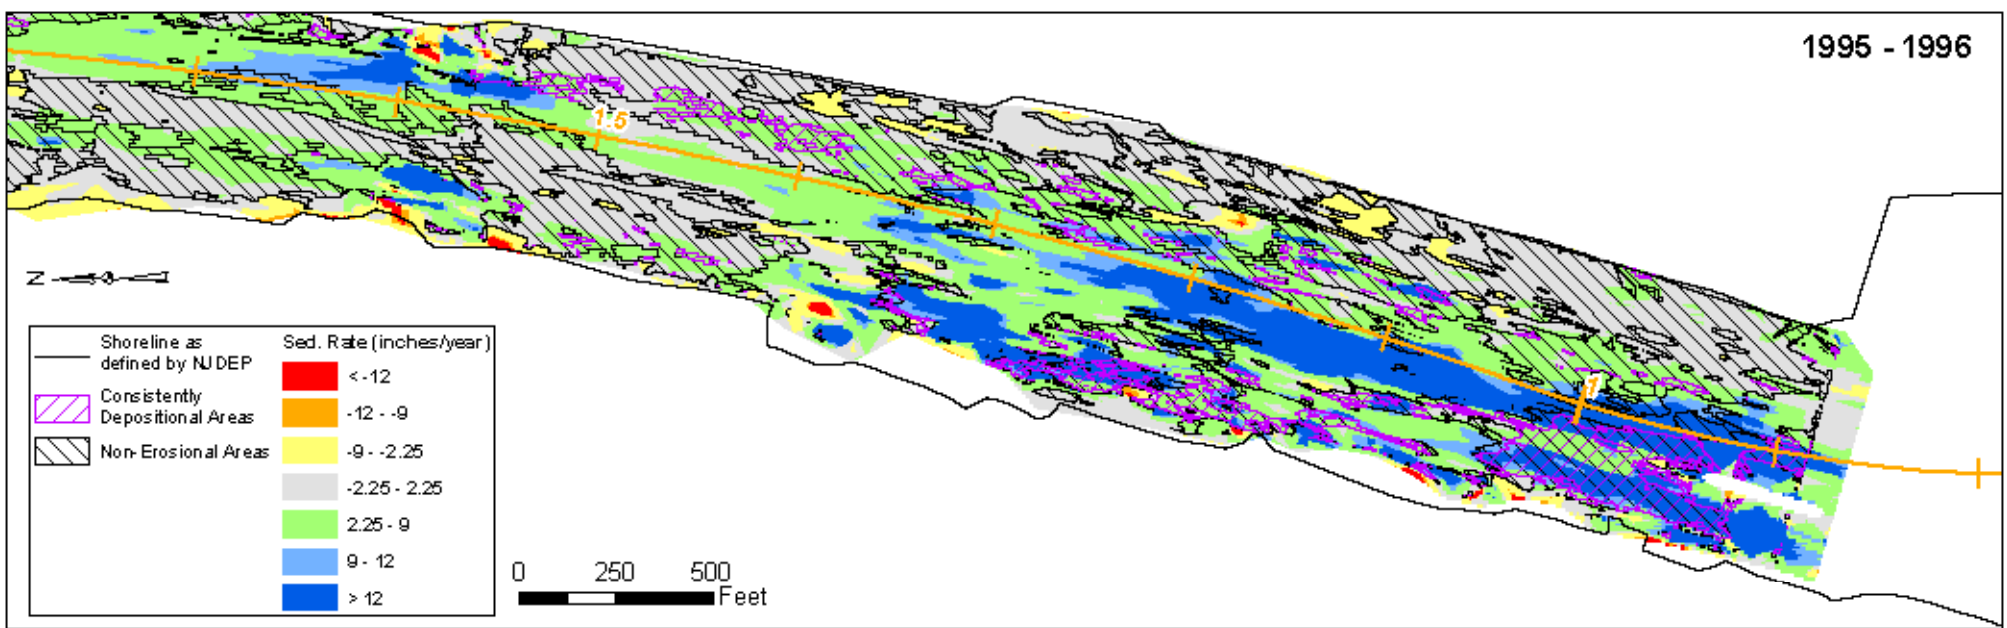 1995 - 1996
1.5
1
N
Shoreline as
defined by NJDEP
Consistently
Depositional Areas
Non-Erosional Areas
Sed. Rate (inches/year)
< -12
-12 - -9
-9 - -2.25
-2.25 - 2.25
2.25 - 9
9 - 12
> 12
0 250 500
Feet